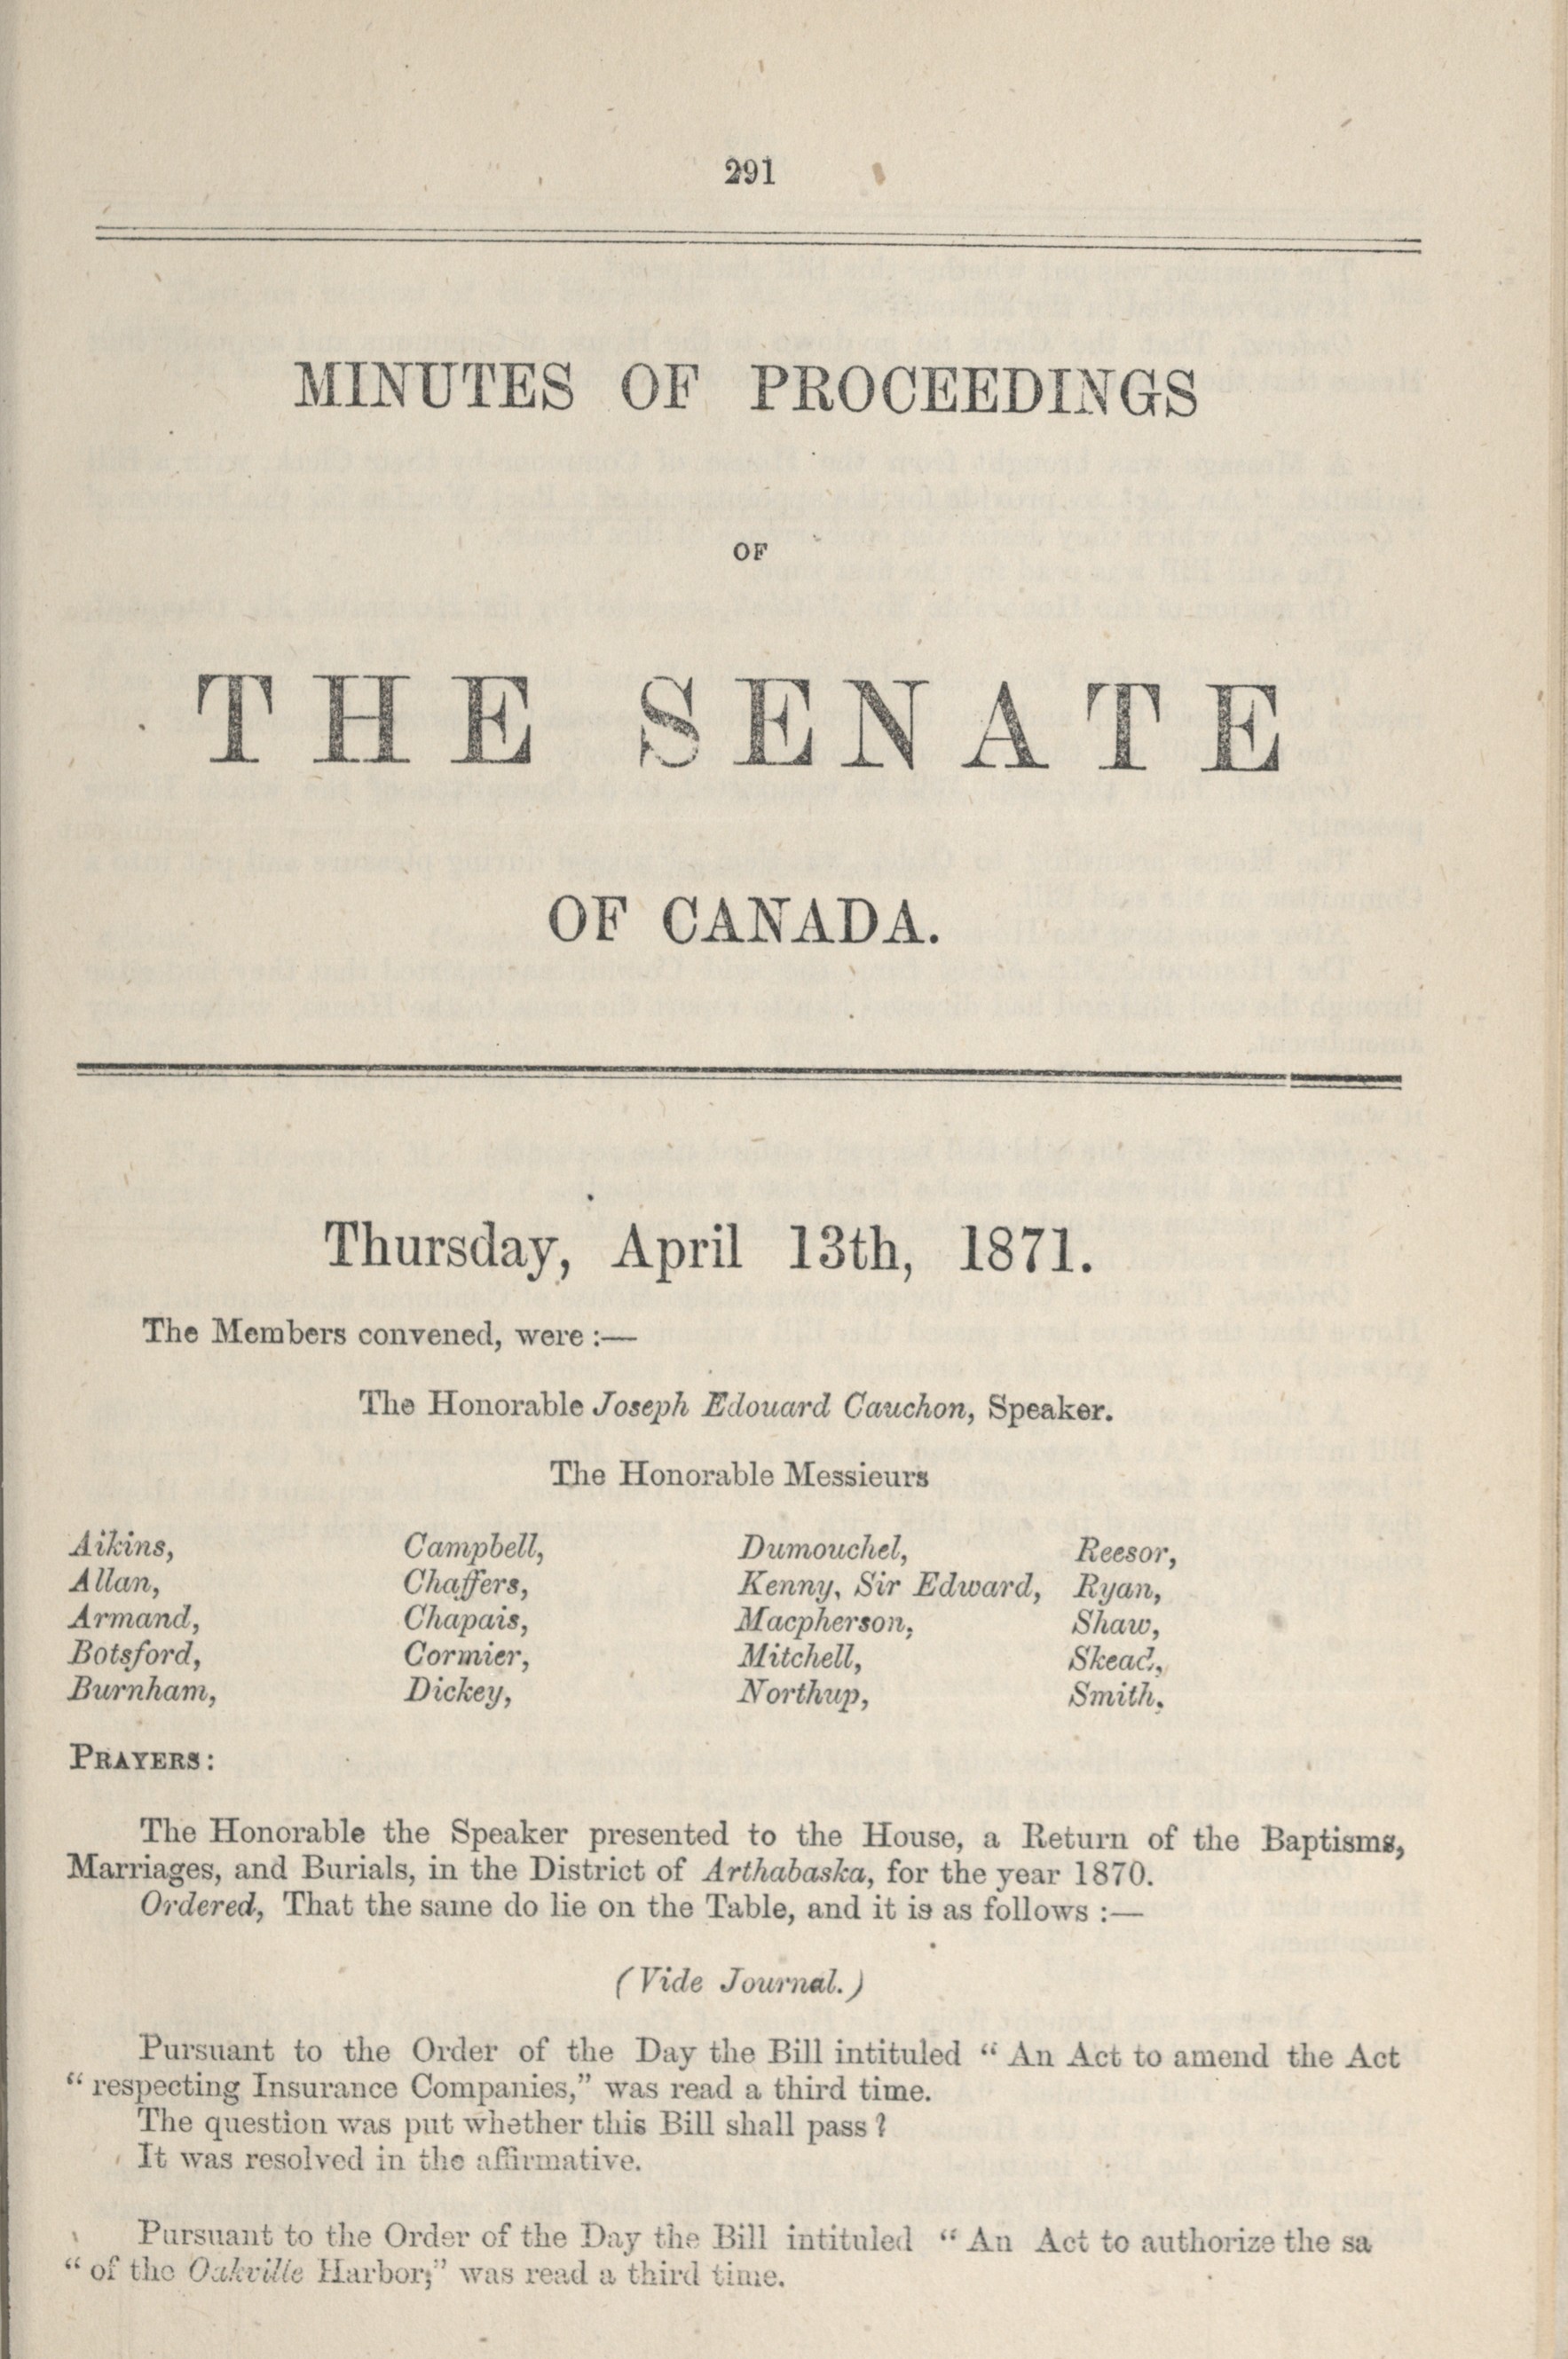 291
MINUTES OF PROCEEDINGS
OF
THE SENATE
OF CANADA.
Thursday, April 13th, 1871.
The Members convened, were :—
The Honorable Joseph Edouard Cauchon, Speaker.
The Honorable Messieurs
Aikins, Campbell, Dumouchel, Reesor,
Allan, Chaffers, Kenny, Sir Edward, Ryan,
Armand, Chapais, Macpherson, Shaw,
Botsford, Cormier, Mitchell, Skead,
Burnham, Dickey, Northup, Smith.
PRAYERS:
The Honorable the Speaker presented to the House, a Return of the Baptisms,
Marriages, and Burials, in the District of Arthabaska, for the year 1870.
Ordered, That the same do lie on the Table, and it is as follows :—
(Vide Journal.)
Pursuant to the Order of the Day the Bill intituled “ An Act to amend the Act
“ respecting Insurance Companies,” was read a third time.
The question was put whether this Bill shall pass ?
It was resolved in the affirmative.
Pursuant to the Order of the Day the Bill intituled “ An Act to authorize the sa
“ of the Oakville Harbor,” was read a third time.